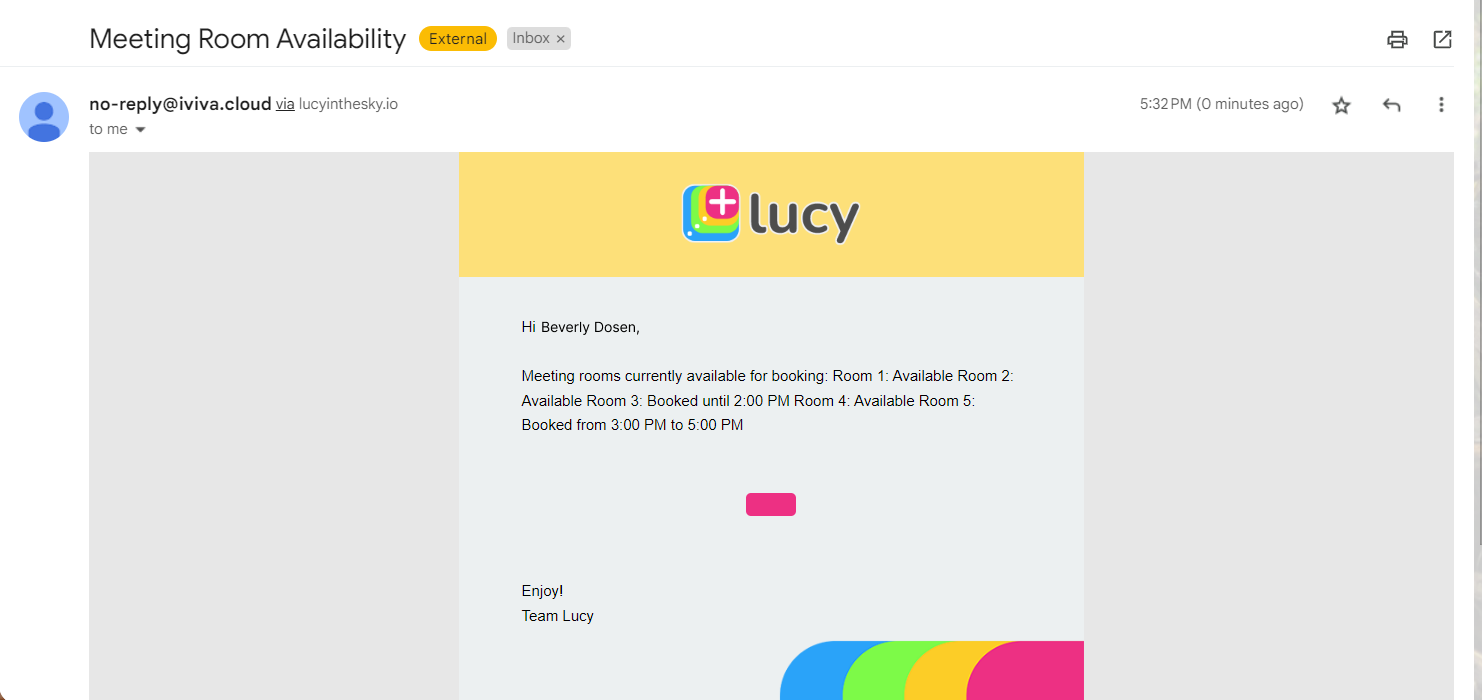 Meeting Room Availability External Inbox ×
no-reply@iviva.cloud via lucyinthesky.io 5:32 PM (0 minutes ago)
to me
lucy
Hi Beverly Dosen,
Meeting rooms currently available for booking: Room 1: Available Room 2:
Available Room 3: Booked until 2:00 PM Room 4: Available Room 5:
Booked from 3:00 PM to 5:00 PM
Enjoy!
Team Lucy